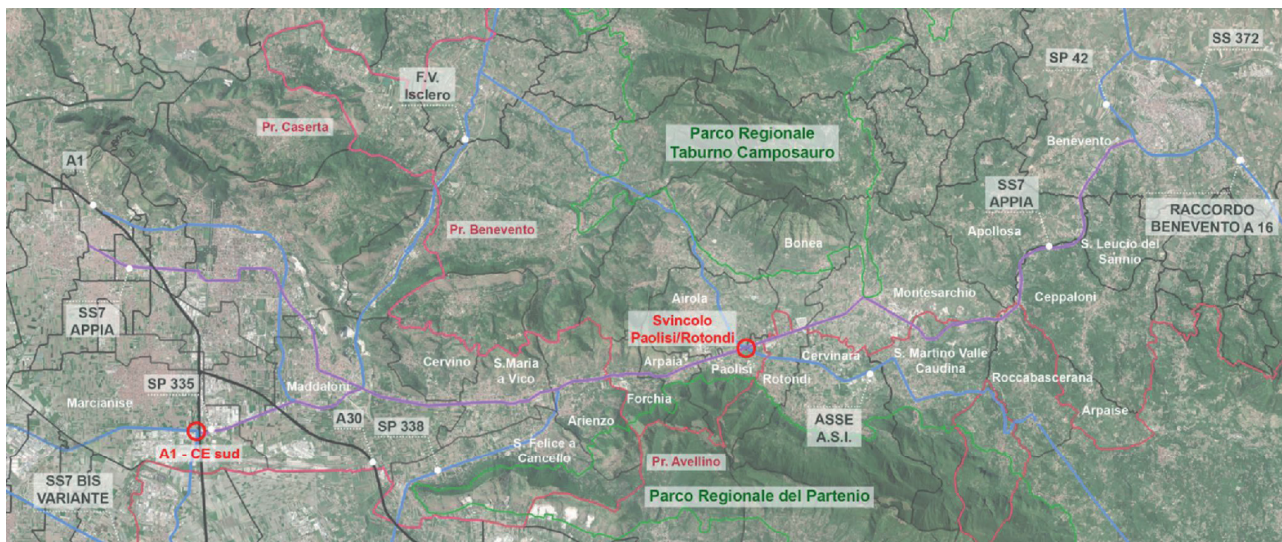 SS 372
SP 42
F.V.
Isclero
Pr. Caserta
Parco Regionale
Taburno Camposauro
Benevento
A1
SS7
APPIA
RACCORDO
BENEVENTO A 16
Pr. Benevento
Apollosa
Bonea
S. Leucio del
Sannio
Airola
Montesarchio
Ceppaloni
SS7
APPIA
Svincolo
Paolisi/Rotondi
Cervino
S.Maria
a Vico
Arpaia
Paolisi
Cervinara
S. Martino Valle
Caudina
SP 335
Maddaloni
Rotondi
Roccabascerana
Marcianise
A30
SP 338
Forchia
Arienzo
Arpaise
ASSE
A.S.I.
A1 - CE sud
S. Felice a
Cancello
Pr. Avellino
SS7 BIS
VARIANTE
Parco Regionale del Partenio